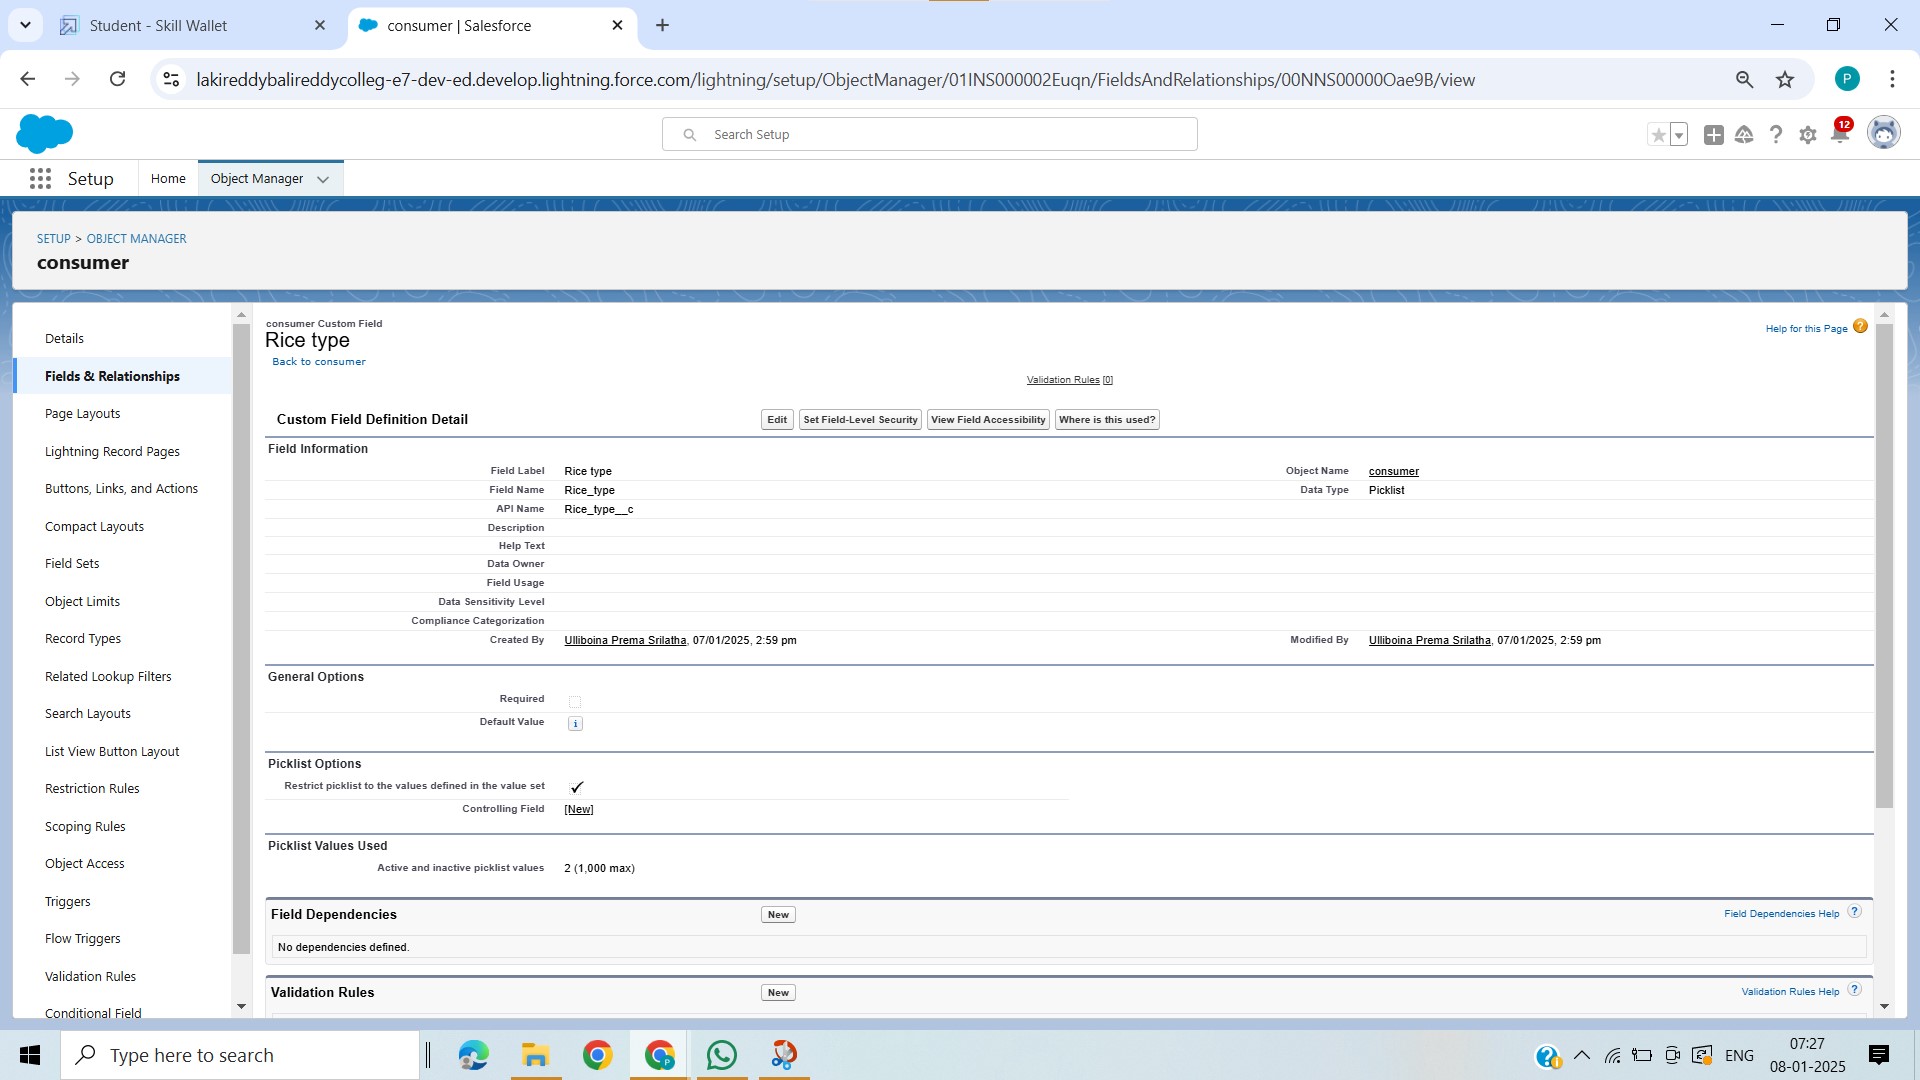 Student - Skill Wallet
consumer | Salesforce
lakireddybalireddycolleg-e7-dev-ed.develop.lightning.force.com/lightning/setup/ObjectManager/01INS000002Euqn/FieldsAndRelationships/00NNS00000Oae9B/view
P
Search Setup
12
Setup
Home
Object Manager
SETUP > OBJECT MANAGER
consumer
Details
Fields & Relationships
Page Layouts
Lightning Record Pages
Buttons, Links, and Actions
Compact Layouts
Field Sets
Object Limits
Record Types
Related Lookup Filters
Search Layouts
List View Button Layout
Restriction Rules
Scoping Rules
Object Access
Triggers
Flow Triggers
Validation Rules
Conditional Field
consumer Custom Field
Rice type
Back to consumer
Help for this Page
Validation Rules [0]
Custom Field Definition Detail
Edit
Set Field-Level Security
View Field Accessibility
Where is this used?
Field Information
Field Label Rice type Object Name consumer
Field Name Rice_type Data Type Picklist
API Name Rice_type__c
Description
Help Text
Data Owner
Field Usage
Data Sensitivity Level
Compliance Categorization
Created By Ulliboina Prema Srilatha, 07/01/2025, 2:59 pm Modified By Ulliboina Prema Srilatha, 07/01/2025, 2:59 pm
General Options
Required
Default Value
Picklist Options
Restrict picklist to the values defined in the value set
Controlling Field [New]
Picklist Values Used
Active and inactive picklist values 2 (1,000 max)
Field Dependencies New Field Dependencies Help ?
No dependencies defined.
Validation Rules New Validation Rules Help ?
Type here to search
ENG
07:27
08-01-2025